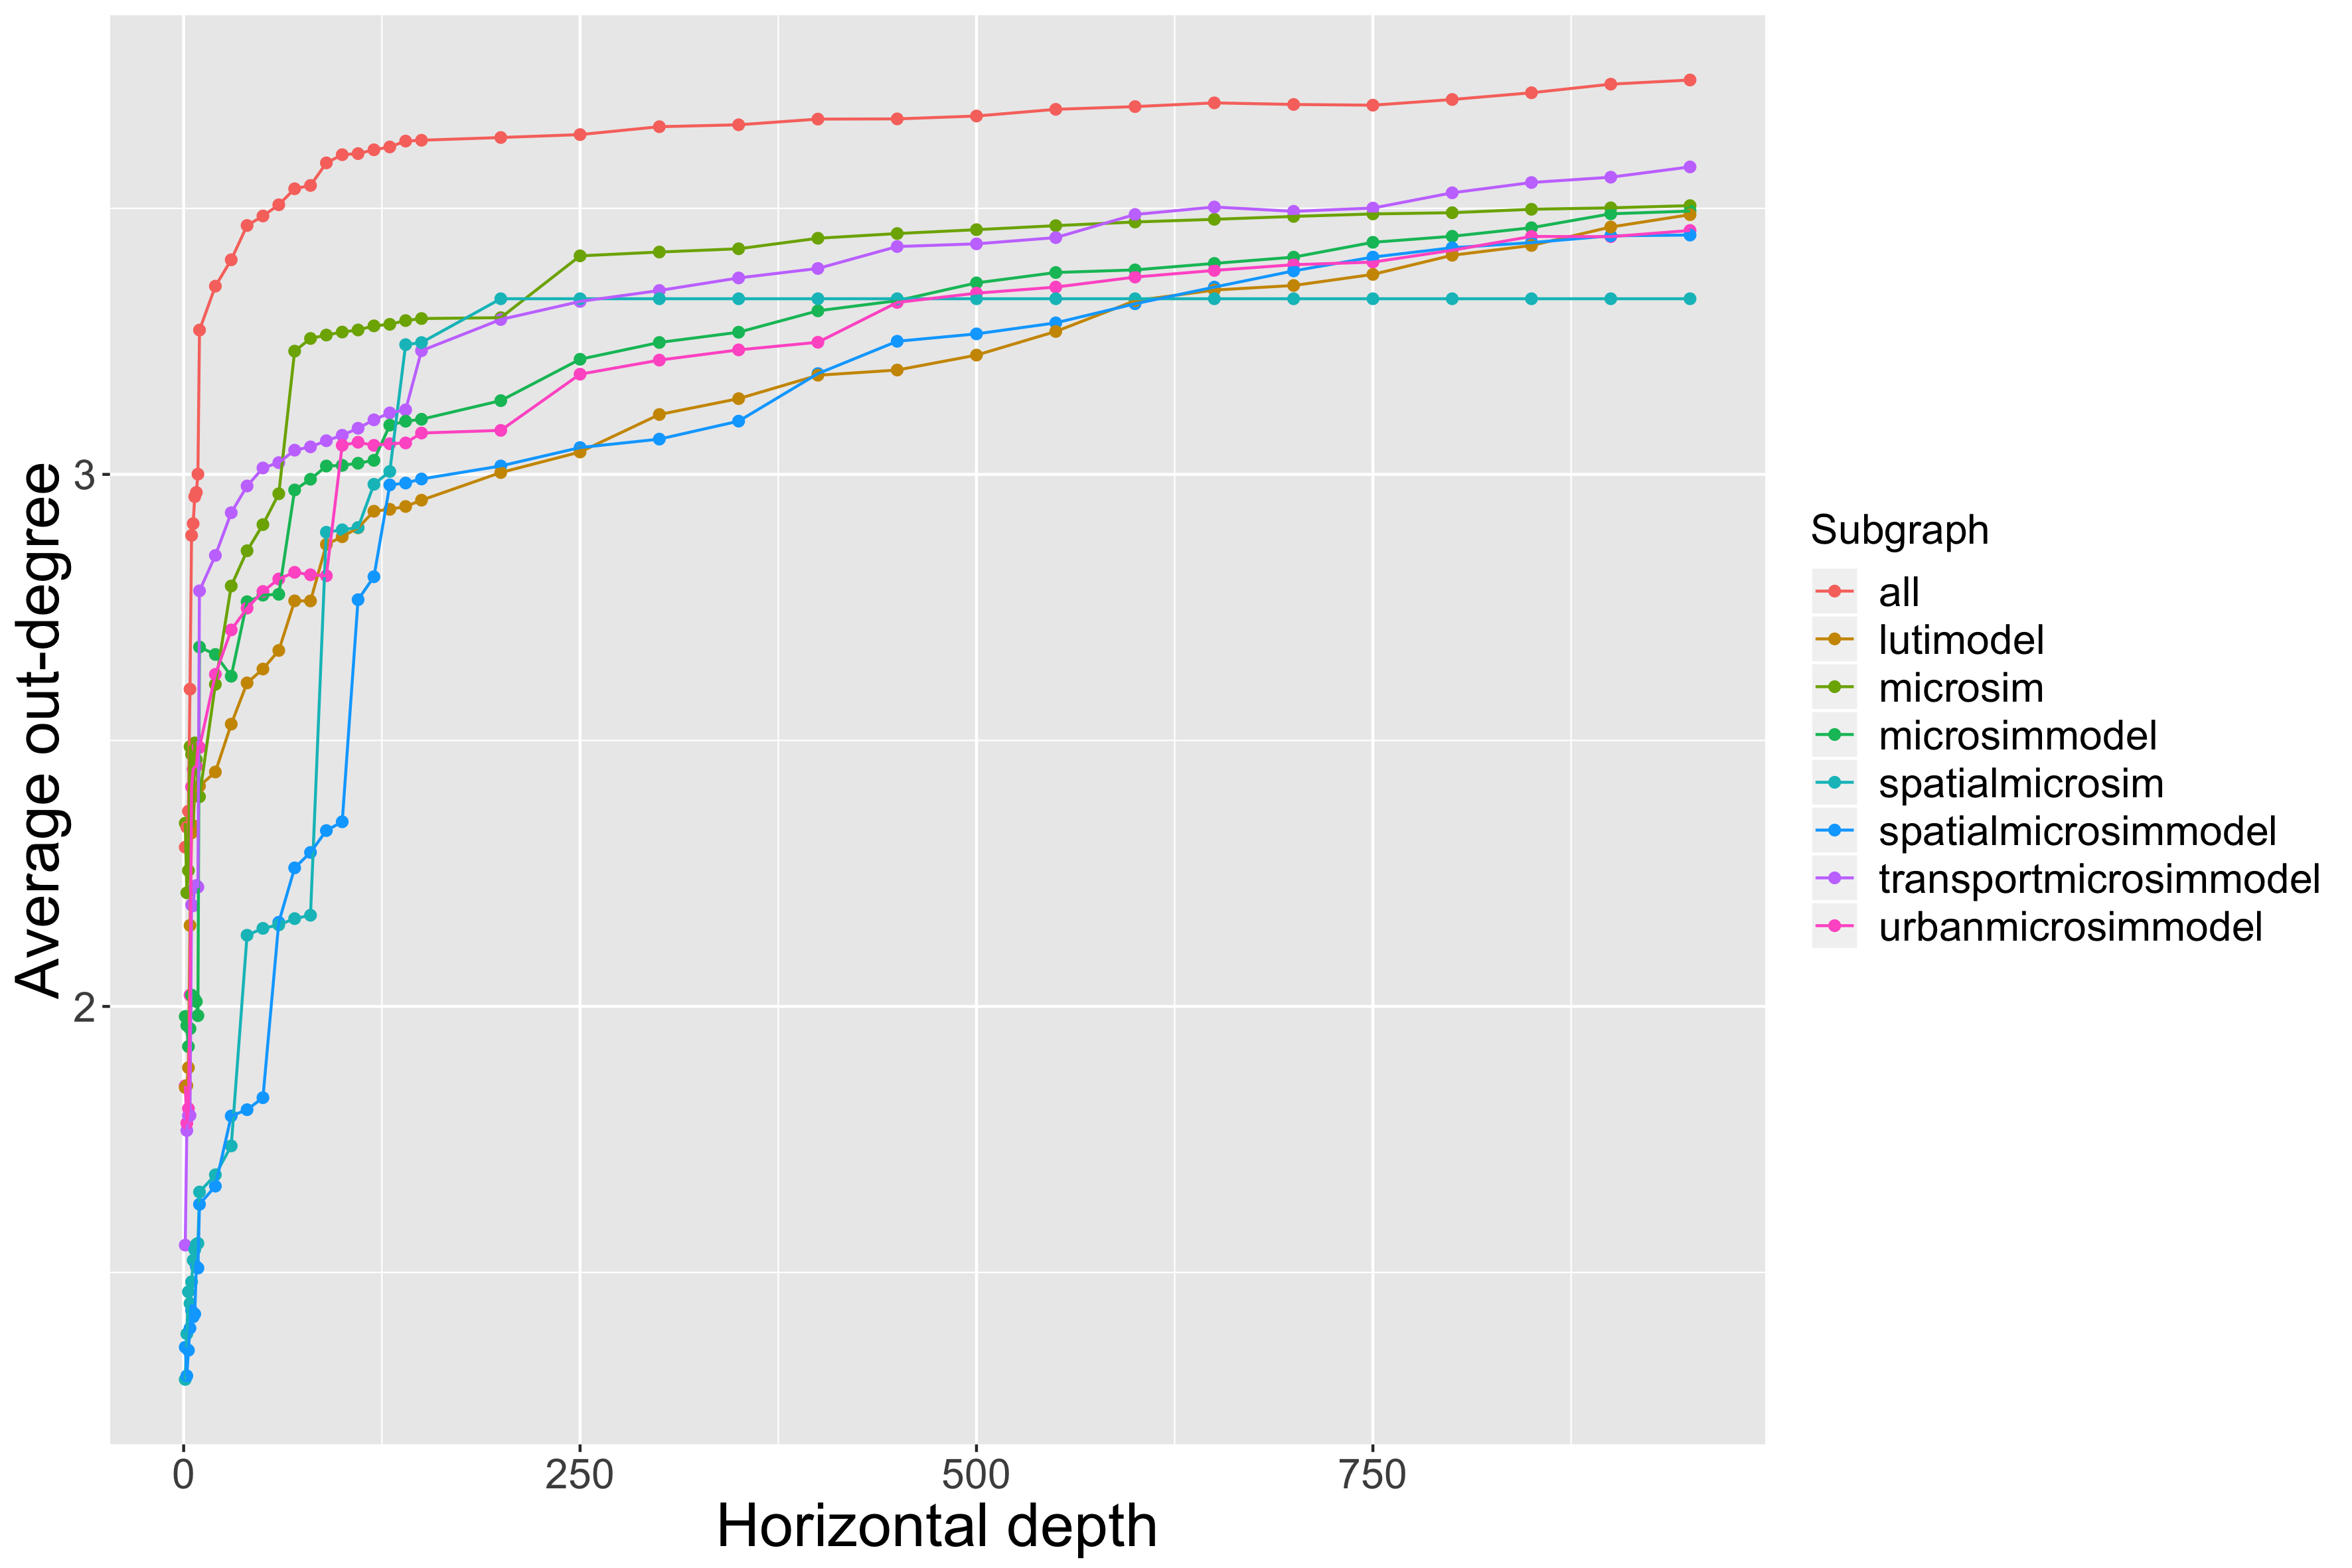 Average out-degree
3
2
0
250
500
750
Horizontal depth
Subgraph
all
lutimodel
microsim
microsimmodel
spatialmicrosim
spatialmicrosimmodel
transportmicrosimmodel
urbanmicrosimmodel